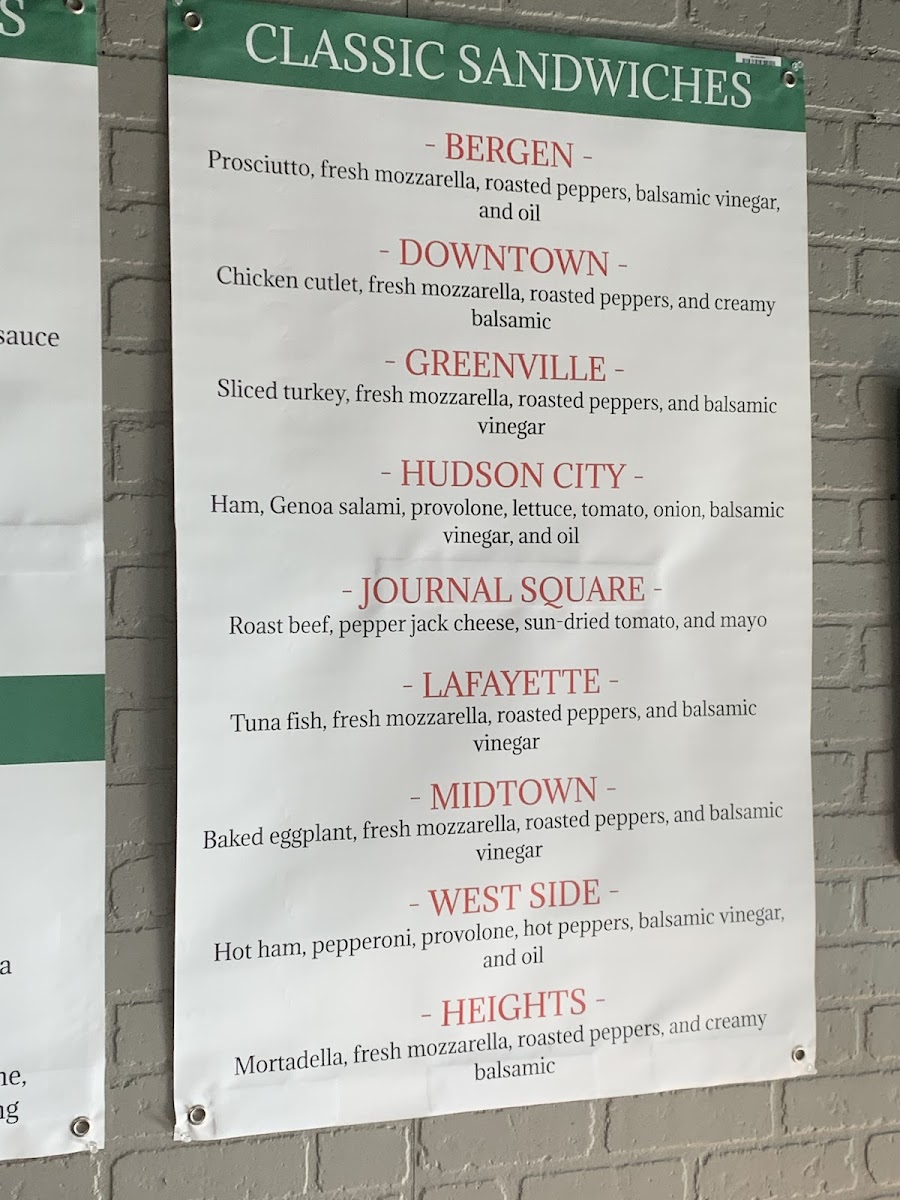 S
sauce
a
ne,
ng
CLASSIC SANDWICHES
- BERGEN -
Prosciutto, fresh mozzarella, roasted peppers, balsamic vinegar,
and oil
- DOWNTOWN -
Chicken cutlet, fresh mozzarella, roasted peppers, and creamy
balsamic
- GREENVILLE -
Sliced turkey, fresh mozzarella, roasted peppers, and balsamic
vinegar
- HUDSON CITY -
Ham, Genoa salami, provolone, lettuce, tomato, onion, balsamic
vinegar, and oil
- JOURNAL SQUARE -
Roast beef, pepper jack cheese, sun-dried tomato, and mayo
- LAFAYETTE -
Tuna fish, fresh mozzarella, roasted peppers, and balsamic
vinegar
- MIDTOWN -
Baked eggplant, fresh mozzarella, roasted peppers, and balsamic
vinegar
- WEST SIDE -
Hot ham, pepperoni, provolone, hot peppers, balsamic vinegar,
and oil
- HEIGHTS -
Mortadella, fresh mozzarella, roasted peppers, and creamy
balsamic